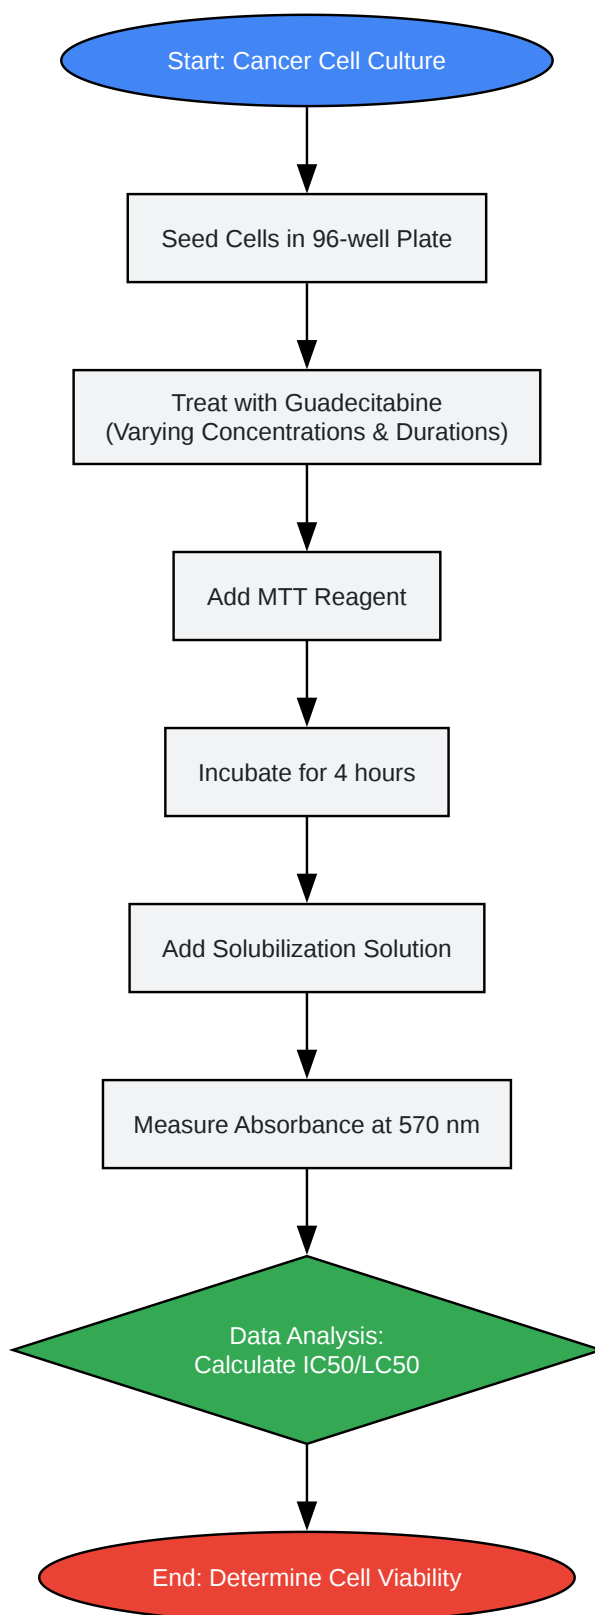 Start: Cancer Cell Culture
Seed Cells in 96-well Plate
Treat with Guadecitabine
(Varying Concentrations & Durations)
Add MTT Reagent
Incubate for 4 hours
Add Solubilization Solution
Measure Absorbance at 570 nm
Data Analysis:
Calculate IC50/LC50
End: Determine Cell Viability